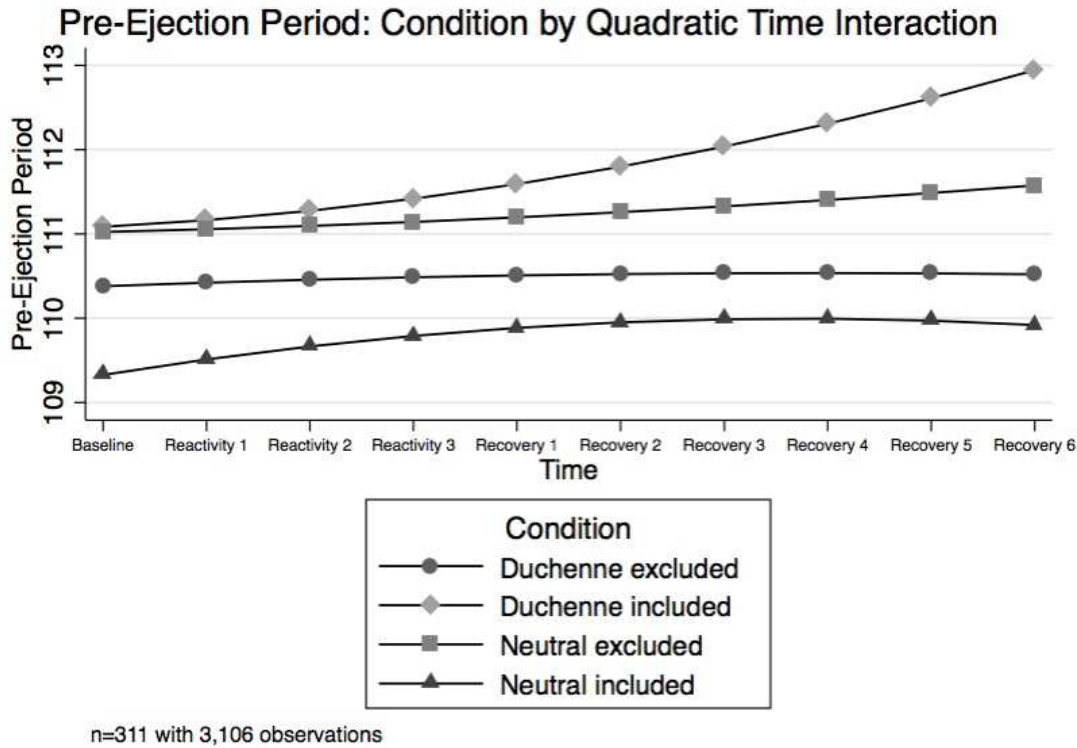 Pre-Ejection Period: Condition by Quadratic Time Interaction
Pre-Ejection Period
113
112
111
110
109
Baseline Reactivity 1 Reactivity 2 Reactivity 3 Recovery 1 Recovery 2 Recovery 3 Recovery 4 Recovery 5 Recovery 6
Time
Condition
Duchenne excluded
Duchenne included
Neutral excluded
Neutral included
n=311 with 3,106 observations